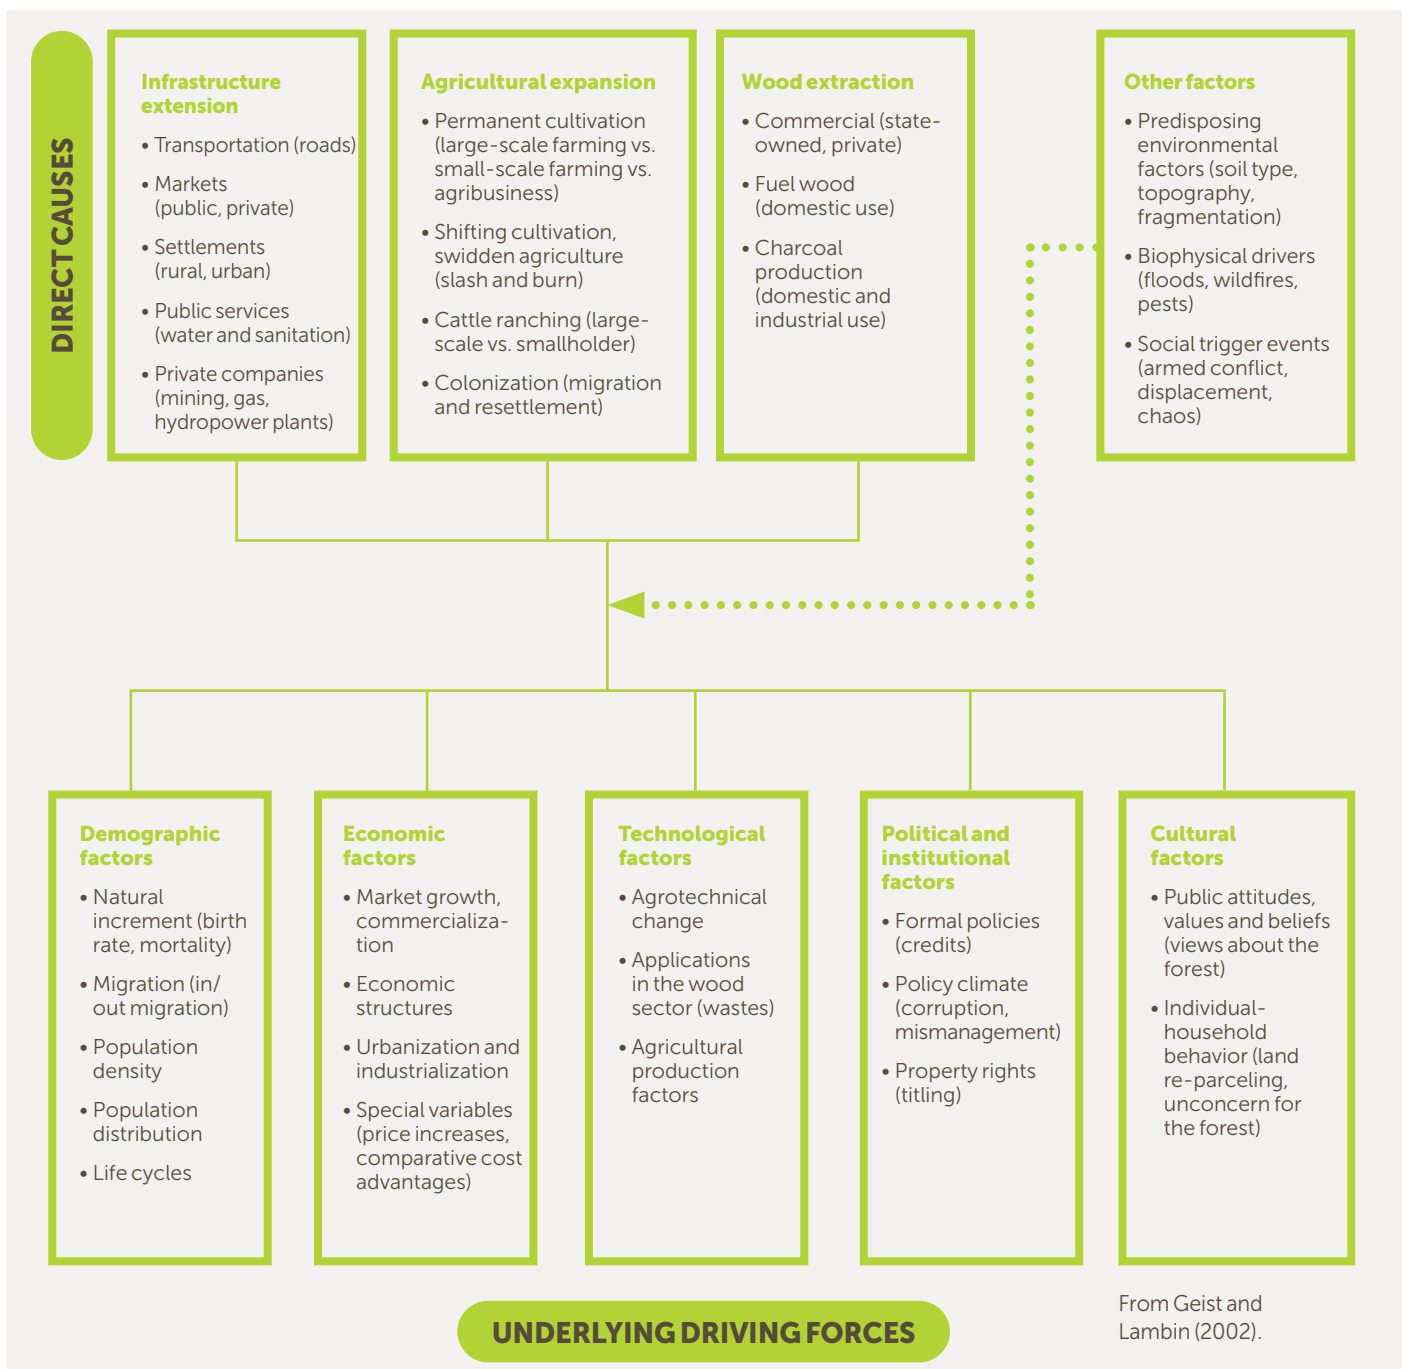 DIRECT CAUSES
Infrastructure
extension
• Transportation (roads)
• Markets
(public, private)
• Settlements
(rural, urban)
• Public services
(water and sanitation)
• Private companies
(mining, gas,
hydropower plants)
Agricultural expansion
• Permanent cultivation
(large-scale farming vs.
small-scale farming vs.
agribusiness)
• Shifting cultivation,
swidden agriculture
(slash and burn)
• Cattle ranching (large-
scale vs. smallholder)
• Colonization (migration
and resettlement)
Wood extraction
• Commercial (state-
owned, private)
• Fuel wood
(domestic use)
• Charcoal
production
(domestic and
industrial use)
Other factors
• Predisposing
environmental
factors (soil type,
topography,
fragmentation)
• Biophysical drivers
(floods, wildfires,
pests)
• Social trigger events
(armed conflict,
displacement,
chaos)
Demographic
factors
• Natural
increment (birth
rate, mortality)
• Migration (in/
out migration)
• Population
density
• Population
distribution
• Life cycles
Economic
factors
• Market growth,
commercializa-
tion
• Economic
structures
• Urbanization and
industrialization
• Special variables
(price increases,
comparative cost
advantages)
Technological
factors
• Agrotechnical
change
• Applications
in the wood
sector (wastes)
• Agricultural
production
factors
Political and
institutional
factors
• Formal policies
(credits)
• Policy climate
(corruption,
mismanagement)
• Property rights
(titling)
Cultural
factors
• Public attitudes,
values and beliefs
(views about the
forest)
• Individual-
household
behavior (land
re-parceling,
unconcern for
the forest)
UNDERLYING DRIVING FORCES
From Geist and
Lambin (2002).